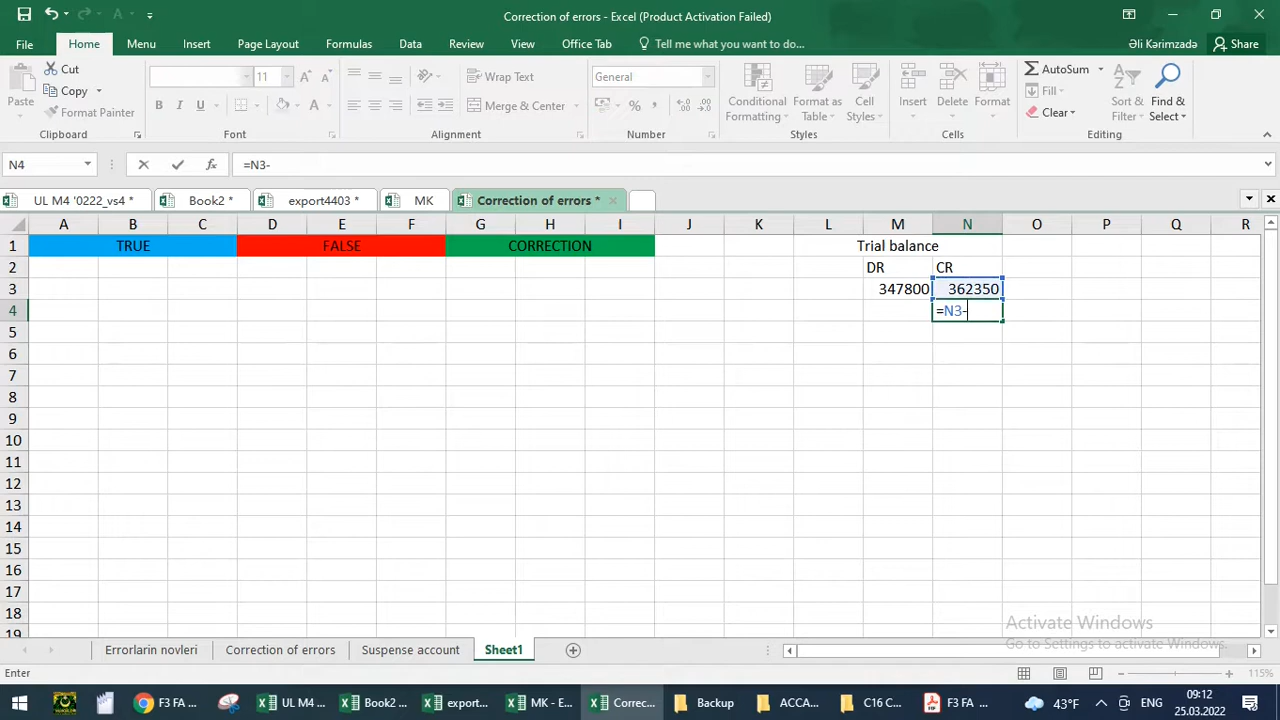 Correction of errors - Excel (Product Activation Failed)
File Home Menu Insert Page Layout Formulas Data Review View Office Tab Tell me what you want to do... Əli Kərimzadə Share
Paste Cut Copy Format Painter
11
Wrap Text
Merge & Center
General
Conditional Formatting
Format as Table
Cell Styles
Insert Delete Format
AutoSum
Fill
Clear
Sort & Filter
Find & Select
Clipboard Font Alignment Number Styles Cells Editing
N4 =N3-
UL M4 '0222_vs4 * Book2 * export4403 * MK Correction of errors *
A B C D E F G H I J K L M N O P Q R
1 TRUE FALSE CORRECTION Trial balance
2 DR CR
3 347800 362350
4 =N3-
5
6
7
8
9
10
11
12
13
14
15
16
17
18
19
Activate Windows
Go to Settings to activate Windows.
Errorlarin novleri Correction of errors Suspense account Sheet1
Enter 115%
F3 FA ... UL M4 ... Book2 ... export... MK - E... Correc... Backup ACCA... C16 C... F3 FA ... 43°F ENG 09:12
25.03.2022